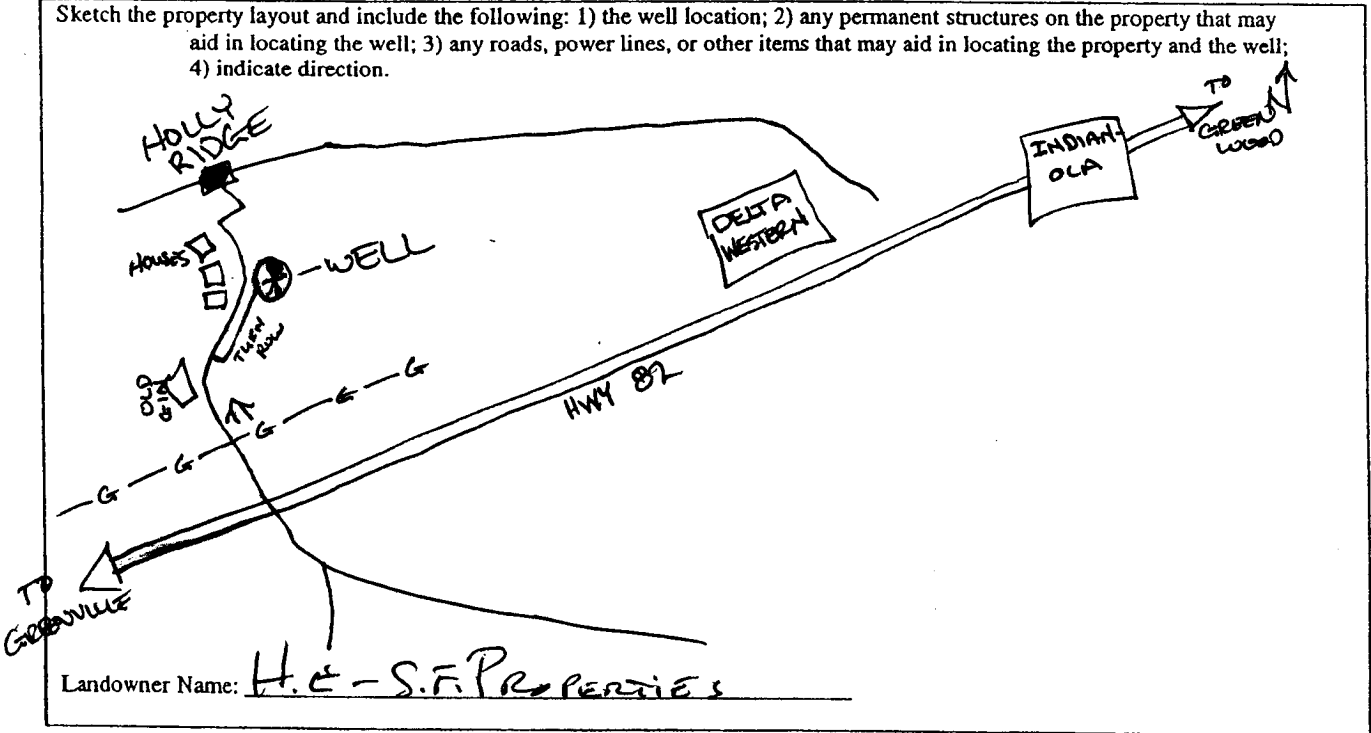 Sketch the property layout and include the following: 1) the well location; 2) any permanent structures on the property that may
aid in locating the well; 3) any roads, power lines, or other items that may aid in locating the property and the well;
4) indicate direction.
HOLLY
RIDGE
TO
GREEN
WOOD
N
INDIAN-
OLA
DELTA
WESTERN
HOUSES
-WELL
TURN
ROW
OLD
G
G
G
G
G
HWY 82
TO
GREENVILLE
Landowner Name: H.E - S.F. PROPERTIES